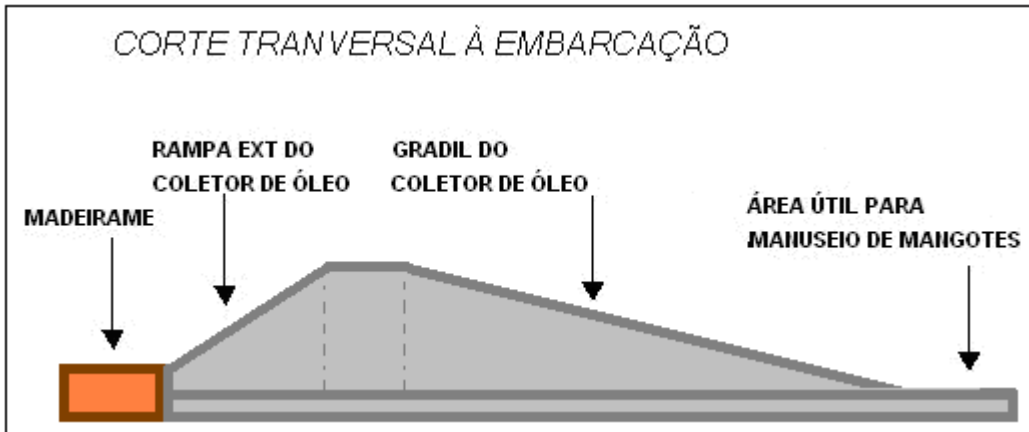 CORTE TRANVERSAL À EMBARCAÇÃO
RAMPA EXT DO
COLETOR DE ÓLEO
GRADIL DO
COLETOR DE ÓLEO
MADEIRAME
ÁREA ÚTIL PARA
MANUSEIO DE MANGOTES